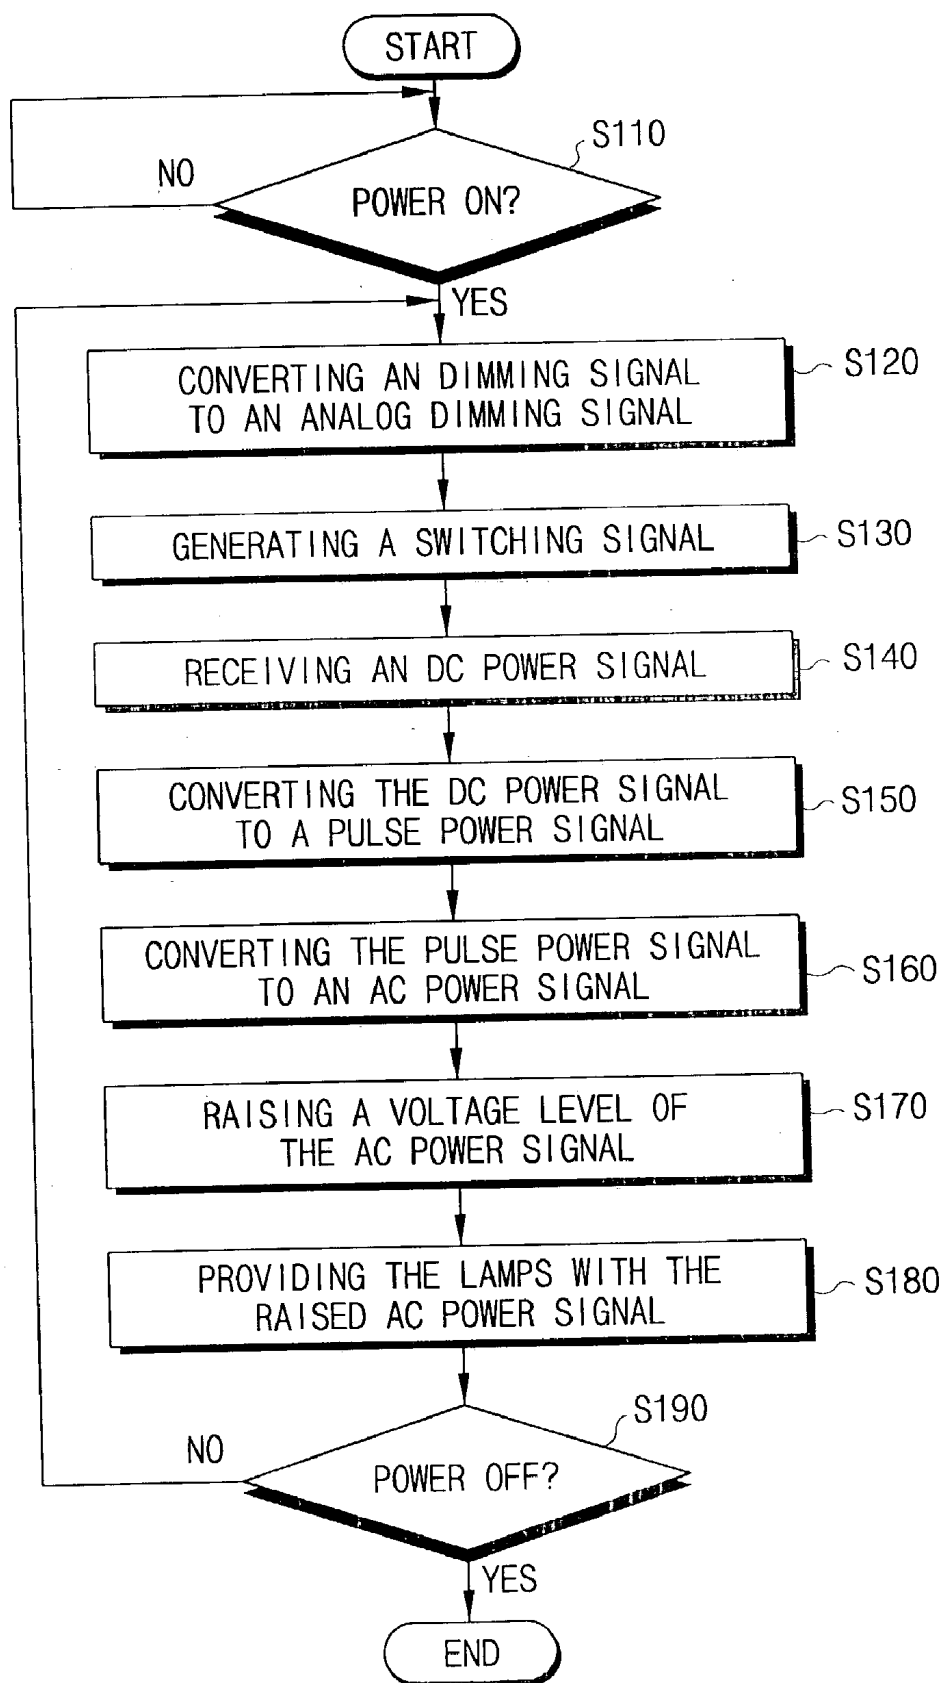 START
S110
NO
POWER ON?
YES
S120
CONVERTING AN DIMMING SIGNAL
TO AN ANALOG DIMMING SIGNAL
GENERATING A SWITCHING SIGNAL
S130
RECEIVING AN DC POWER SIGNAL
S140
CONVERTING THE DC POWER SIGNAL
TO A PULSE POWER SIGNAL
S150
CONVERTING THE PULSE POWER SIGNAL
TO AN AC POWER SIGNAL
S160
RAISING A VOLTAGE LEVEL OF
THE AC POWER SIGNAL
S170
PROVIDING THE LAMPS WITH THE
RAISED AC POWER SIGNAL
S180
S190
NO
POWER OFF?
YES
END